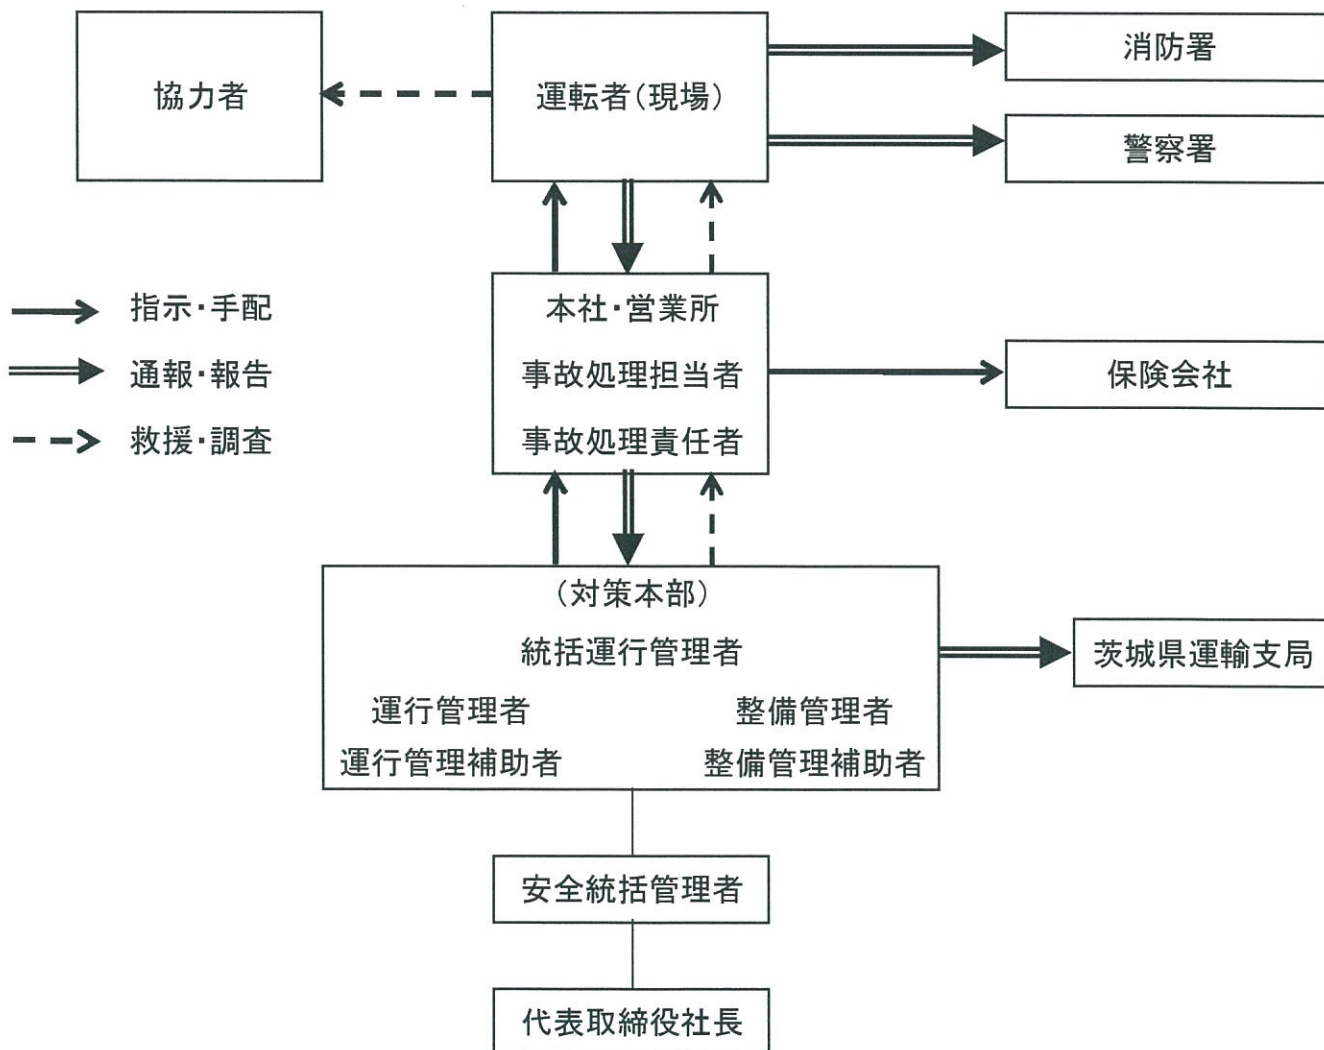 協力者
運転者(現場)
消防署
警察署
指示・手配
通報・報告
救援・調査
本社・営業所
事故処理担当者
事故処理責任者
保険会社
(対策本部)
統括運行管理者
運行管理者
整備管理者
運行管理補助者
整備管理補助者
茨城県運輸支局
安全統括管理者
代表取締役社長